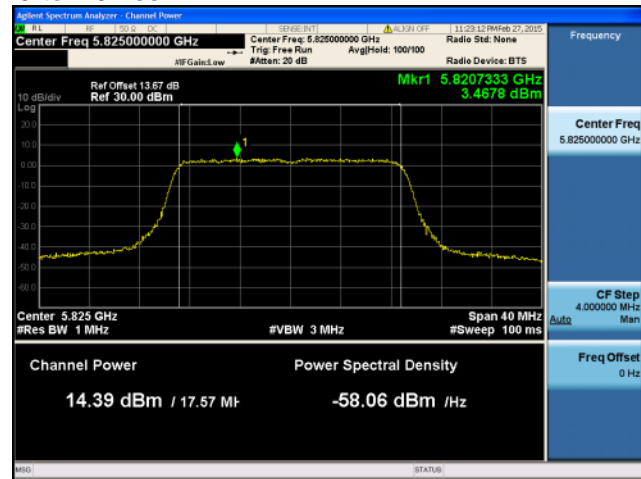 Agilent Spectrum Analyzer - Channel Power
RL RF 50 Ω DC SENSE:INT ALIGN OFF 11:23:12 PM Feb 27, 2015
Center Freq 5.825000000 GHz
Center Freq: 5.825000000 GHz
Radio Std: None
Trig: Free Run Avg|Hold: 100/100
#IFGain:Low #Atten: 20 dB Radio Device: BTS
Frequency
Ref Offset 13.67 dB
Mkr1 5.8207333 GHz
10 dB/div Ref 30.00 dBm
3.4678 dBm
Log
20.0
10.0
0.00
-10.0
-20.0
-30.0
-40.0
-50.0
-60.0
1
Center 5.825 GHz Span 40 MHz
#Res BW 1 MHz #VBW 3 MHz #Sweep 100 ms
Channel Power Power Spectral Density
14.39 dBm / 17.57 MH -58.06 dBm /Hz
Center Freq
5.825000000 GHz
CF Step
4.000000 MHz
Auto Man
Freq Offset
0 Hz
MSG STATUS